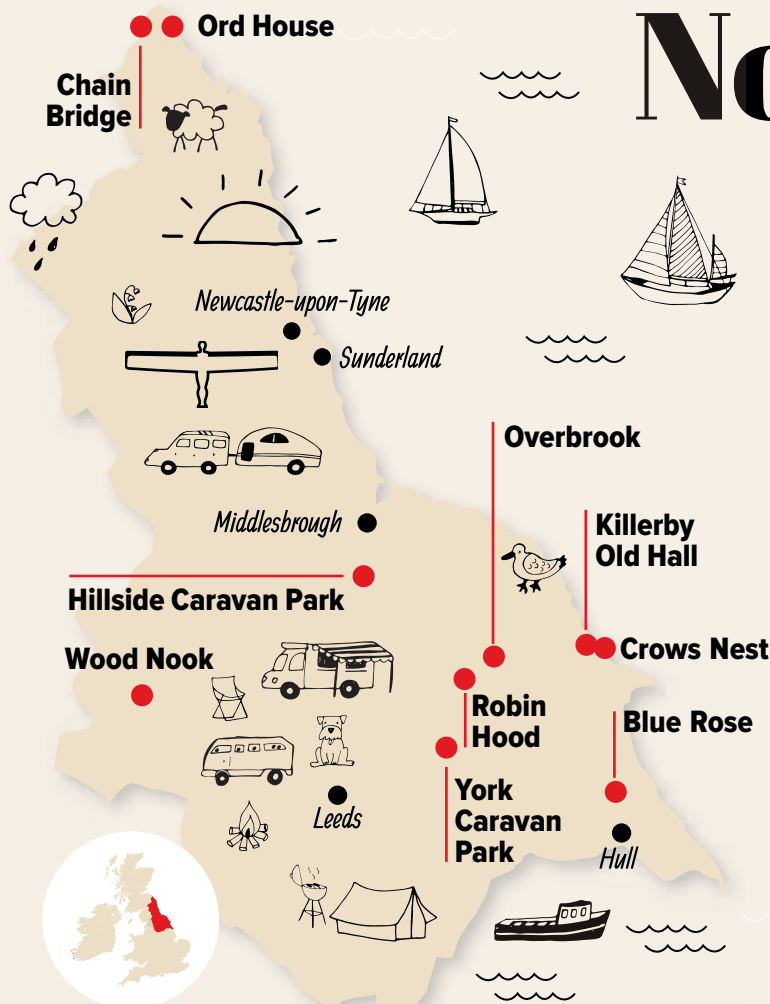 Ord House
Chain
Bridge
Newcastle-upon-Tyne
Sunderland
Overbrook
Middlesbrough
Killerby
Old Hall
Hillside Caravan Park
Crows Nest
Wood Nook
Robin
Hood
Blue Rose
York
Caravan
Park
Leeds
Hull